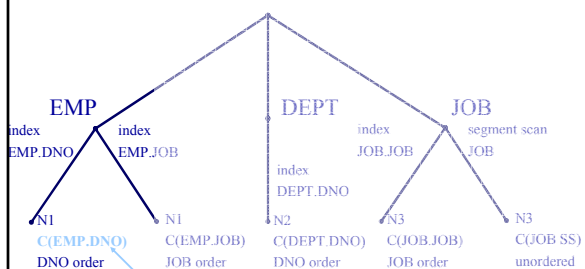 EMP DEPT JOB
index index index segment scan
EMP.DNO EMP.JOB JOB.JOB JOB
index
DEPT.DNO
N1 N1 N2 N3 N3
C(EMP.DNO) C(EMP.JOB) C(DEPT.DNO) C(JOB.JOB) C(JOB SS)
DNO order JOB order DNO order JOB order unordered